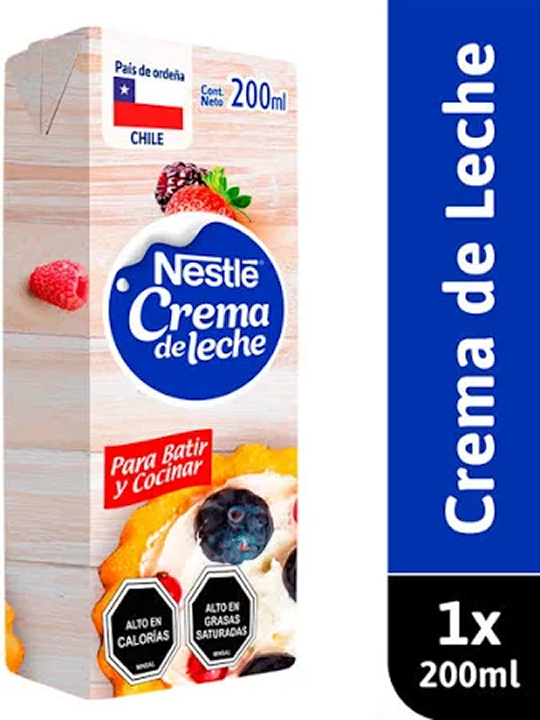 País de ordeña
CHILE
Cont. Neto 200ml
Nestlé
Crema
de leche
Para Batir
y Cocinar
ALTO EN
CALORÍAS
MINSAL
ALTO EN
GRASAS
SATURADAS
MINSAL
Crema de Leche
1x
200ml